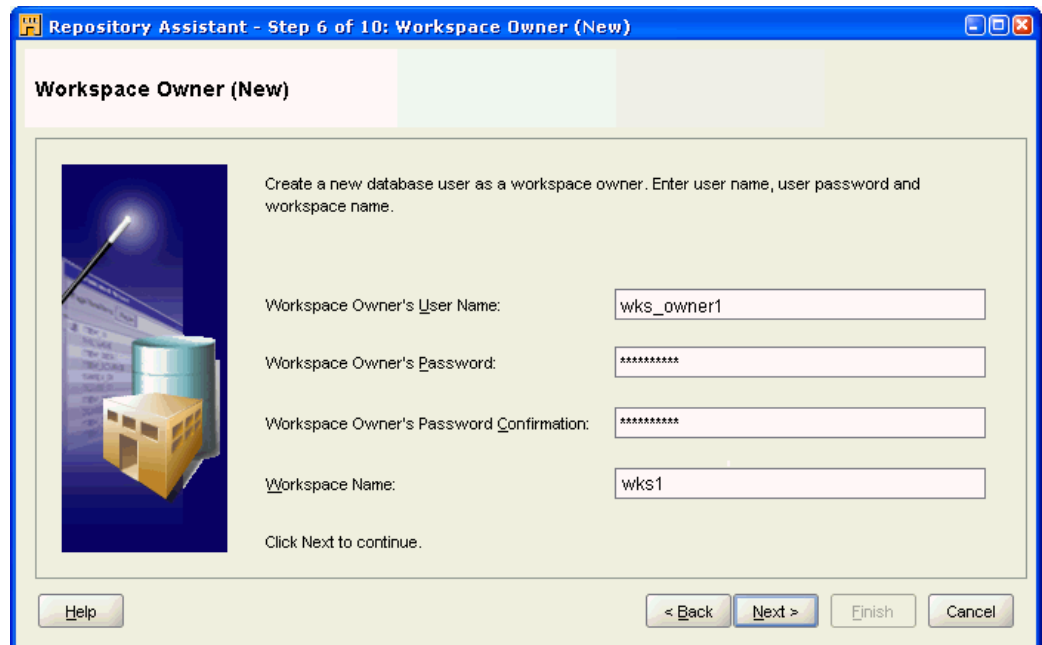 Repository Assistant - Step 6 of 10: Workspace Owner (New)
Workspace Owner (New)
Create a new database user as a workspace owner. Enter user name, user password and
workspace name.
Workspace Owner's User Name: wks_owner1
Workspace Owner's Password: **********
Workspace Owner's Password Confirmation: **********
Workspace Name: wks1
Click Next to continue.
Help < Back Next > Finish Cancel